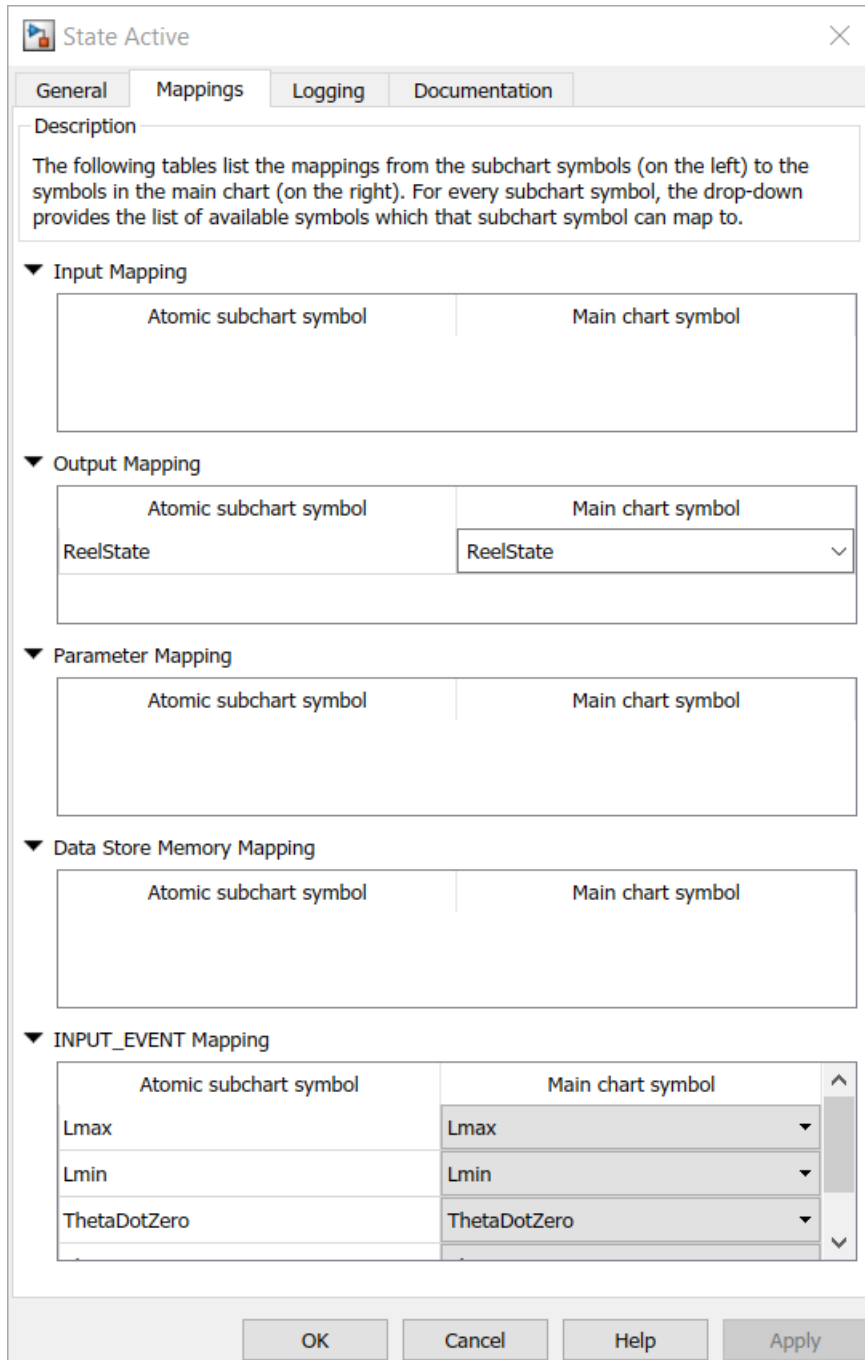 State Active
General Mappings Logging Documentation
Description
The following tables list the mappings from the subchart symbols (on the left) to the
symbols in the main chart (on the right). For every subchart symbol, the drop-down
provides the list of available symbols which that subchart symbol can map to.
Input Mapping
Atomic subchart symbol Main chart symbol
Output Mapping
Atomic subchart symbol Main chart symbol
ReelState ReelState
Parameter Mapping
Atomic subchart symbol Main chart symbol
Data Store Memory Mapping
Atomic subchart symbol Main chart symbol
INPUT_EVENT Mapping
Atomic subchart symbol Main chart symbol
Lmax Lmax
Lmin Lmin
ThetaDotZero ThetaDotZero
OK Cancel Help Apply